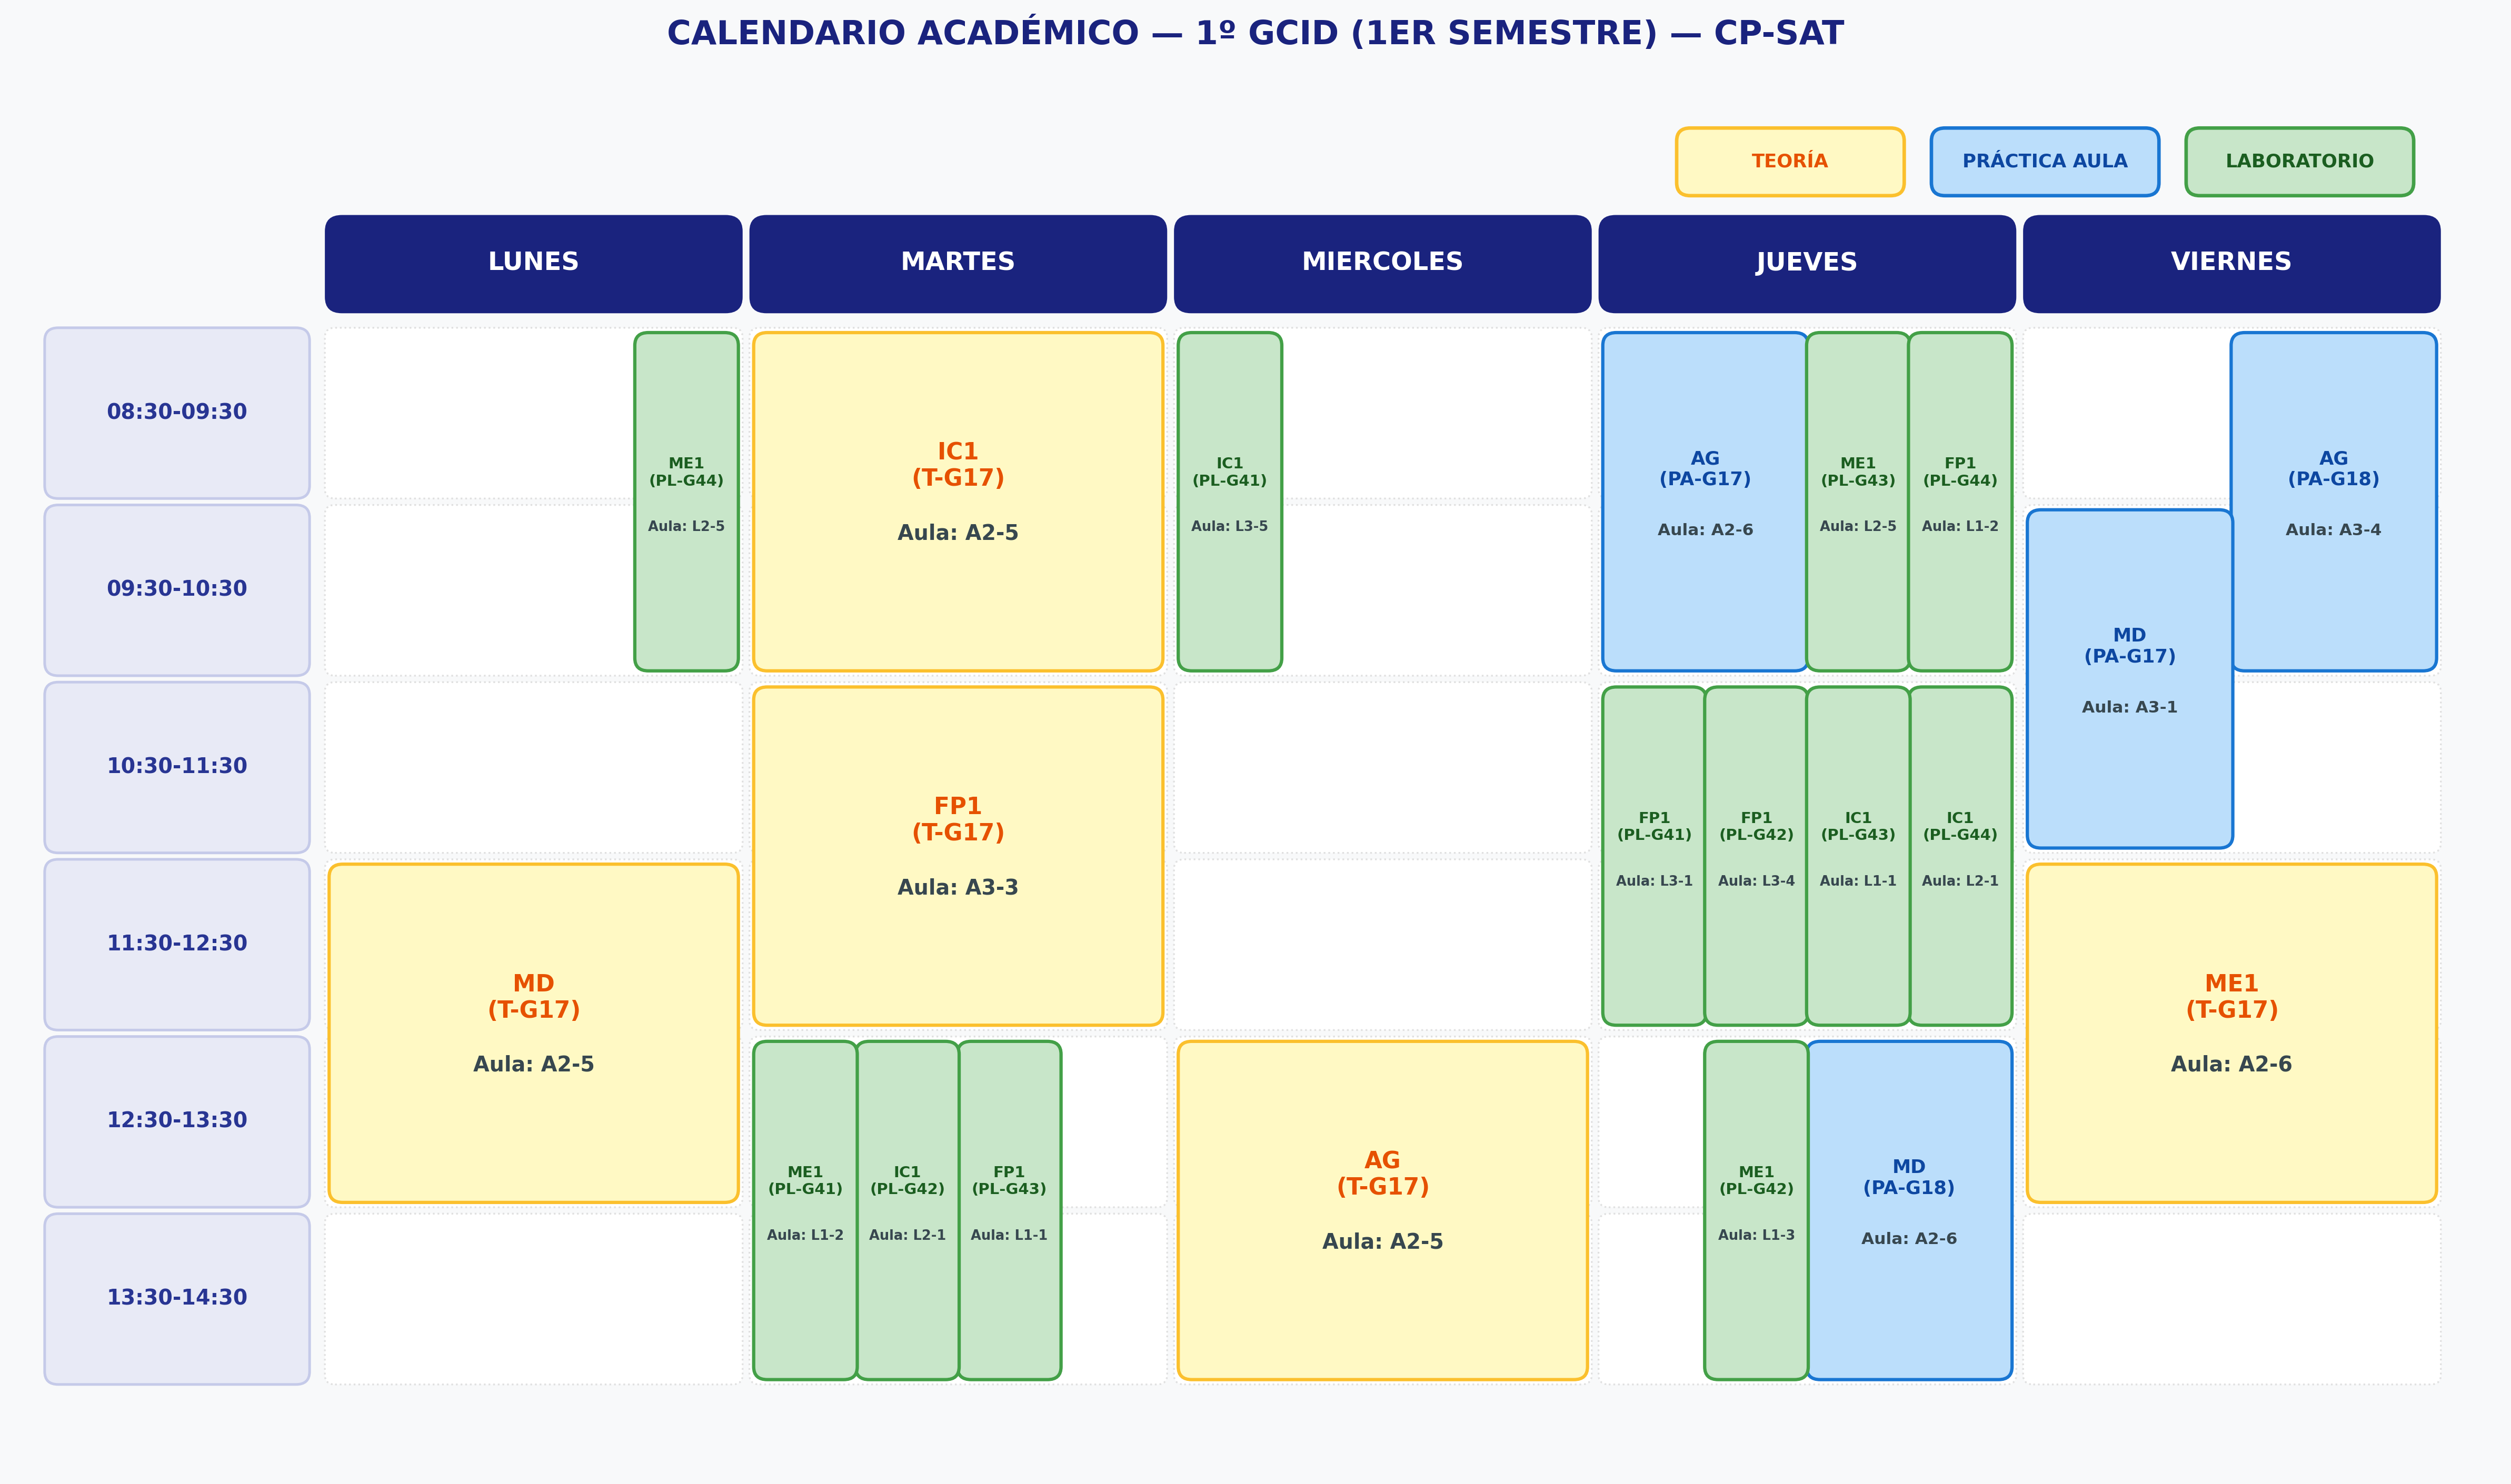 CALENDARIO ACADÉMICO — 1º GCID (1ER SEMESTRE) — CP-SAT
TEORÍA
PRÁCTICA AULA
LABORATORIO
LUNES
MARTES
MIERCOLES
JUEVES
VIERNES
08:30-09:30
ME1
(PL-G44)
Aula: L2-5
IC1
(T-G17)
Aula: A2-5
IC1
(PL-G41)
Aula: L3-5
AG
(PA-G17)
Aula: A2-6
ME1
(PL-G43)
Aula: L2-5
FP1
(PL-G44)
Aula: L1-2
AG
(PA-G18)
Aula: A3-4
09:30-10:30
MD
(PA-G17)
Aula: A3-1
10:30-11:30
FP1
(T-G17)
Aula: A3-3
FP1
(PL-G41)
Aula: L3-1
FP1
(PL-G42)
Aula: L3-4
IC1
(PL-G43)
Aula: L1-1
IC1
(PL-G44)
Aula: L2-1
11:30-12:30
MD
(T-G17)
Aula: A2-5
ME1
(T-G17)
Aula: A2-6
12:30-13:30
ME1
(PL-G41)
Aula: L1-2
IC1
(PL-G42)
Aula: L2-1
FP1
(PL-G43)
Aula: L1-1
AG
(T-G17)
Aula: A2-5
ME1
(PL-G42)
Aula: L1-3
MD
(PA-G18)
Aula: A2-6
13:30-14:30